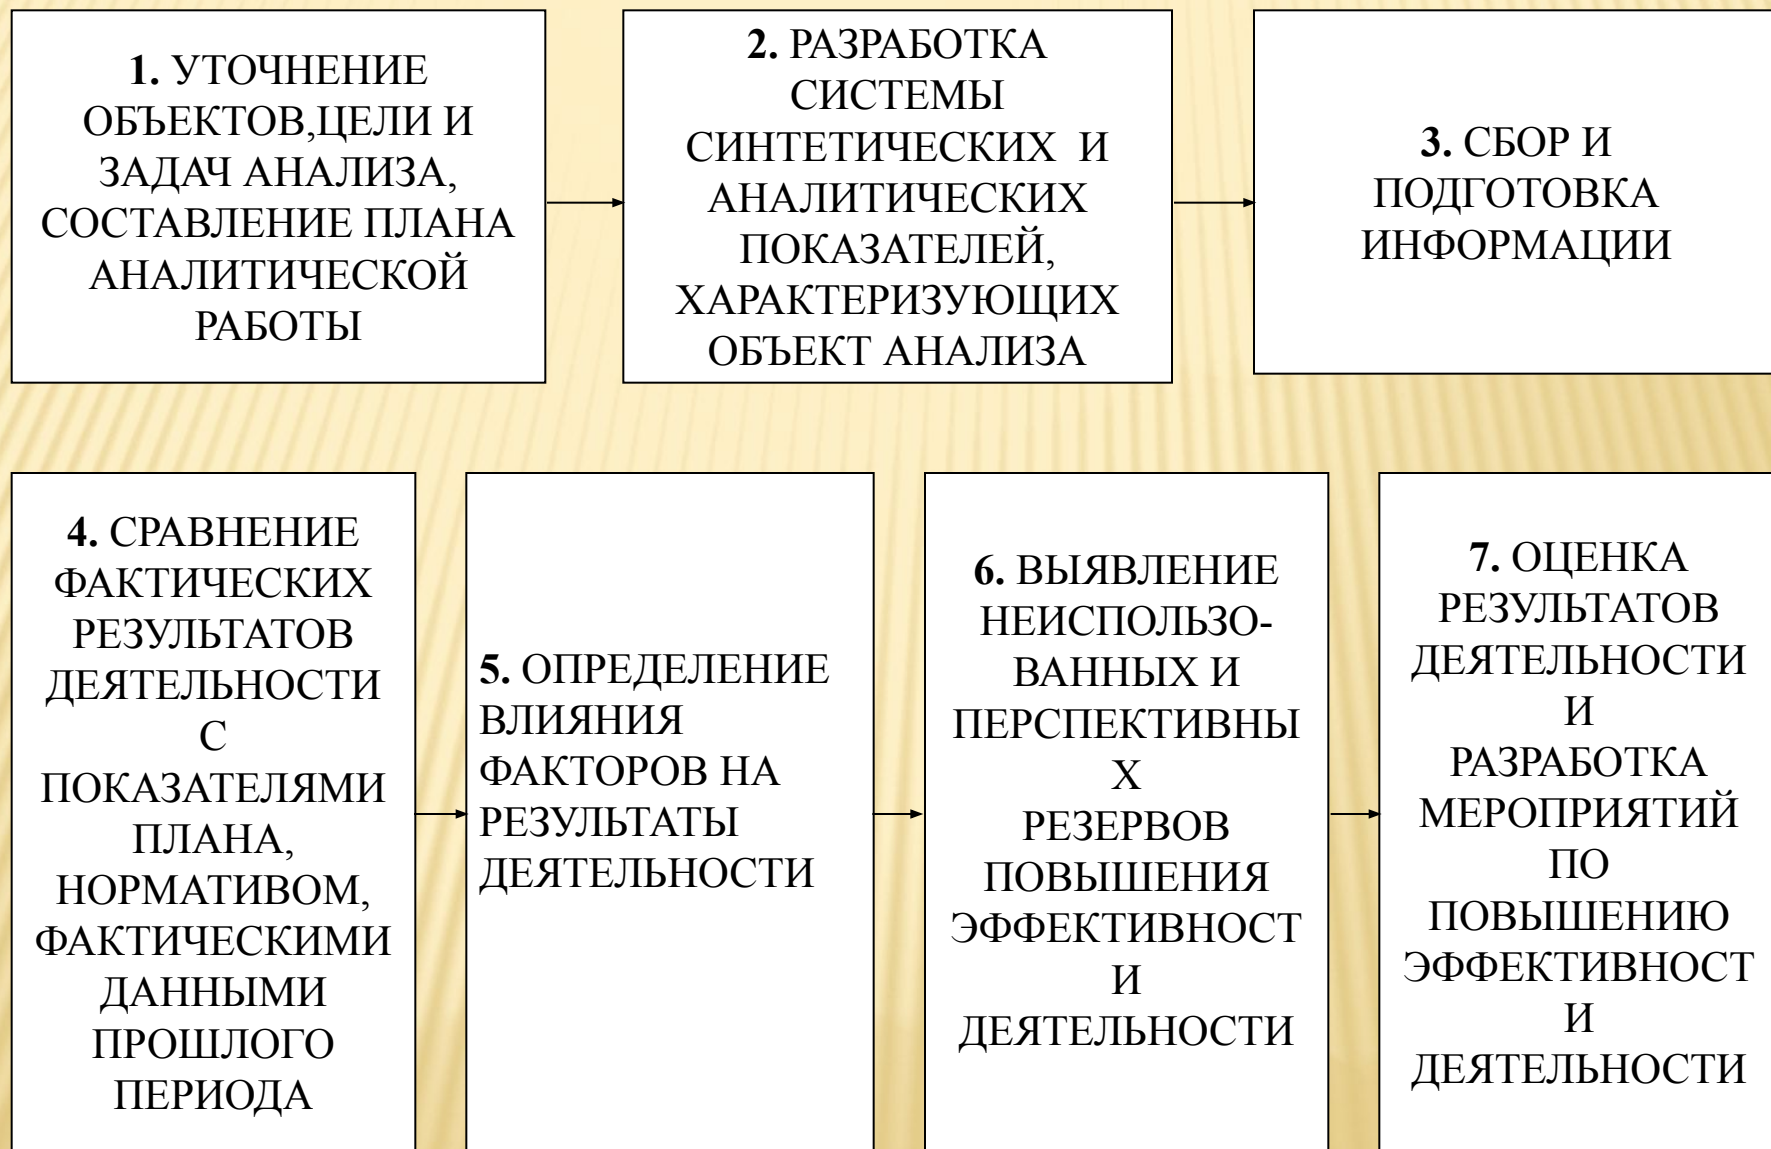 1. УТОЧНЕНИЕ
ОБЪЕКТОВ,ЦЕЛИ И
ЗАДАЧ АНАЛИЗА,
СОСТАВЛЕНИЕ ПЛАНА
АНАЛИТИЧЕСКОЙ
РАБОТЫ
2. РАЗРАБОТКА
СИСТЕМЫ
СИНТЕТИЧЕСКИХ И
АНАЛИТИЧЕСКИХ
ПОКАЗАТЕЛЕЙ,
ХАРАКТЕРИЗУЮЩИХ
ОБЪЕКТ АНАЛИЗА
3. СБОР И
ПОДГОТОВКА
ИНФОРМАЦИИ
4. СРАВНЕНИЕ
ФАКТИЧЕСКИХ
РЕЗУЛЬТАТОВ
ДЕЯТЕЛЬНОСТИ
С
ПОКАЗАТЕЛЯМИ
ПЛАНА,
НОРМАТИВОМ,
ФАКТИЧЕСКИМИ
ДАННЫМИ
ПРОШЛОГО
ПЕРИОДА
5. ОПРЕДЕЛЕНИЕ
ВЛИЯНИЯ
ФАКТОРОВ НА
РЕЗУЛЬТАТЫ
ДЕЯТЕЛЬНОСТИ
6. ВЫЯВЛЕНИЕ
НЕИСПОЛЬЗО-
ВАННЫХ И
ПЕРСПЕКТИВНЫ
Х
РЕЗЕРВОВ
ПОВЫШЕНИЯ
ЭФФЕКТИВНОСТ
И
ДЕЯТЕЛЬНОСТИ
7. ОЦЕНКА
РЕЗУЛЬТАТОВ
ДЕЯТЕЛЬНОСТИ
И
РАЗРАБОТКА
МЕРОПРИЯТИЙ
ПО
ПОВЫШЕНИЮ
ЭФФЕКТИВНОСТ
И
ДЕЯТЕЛЬНОСТИ